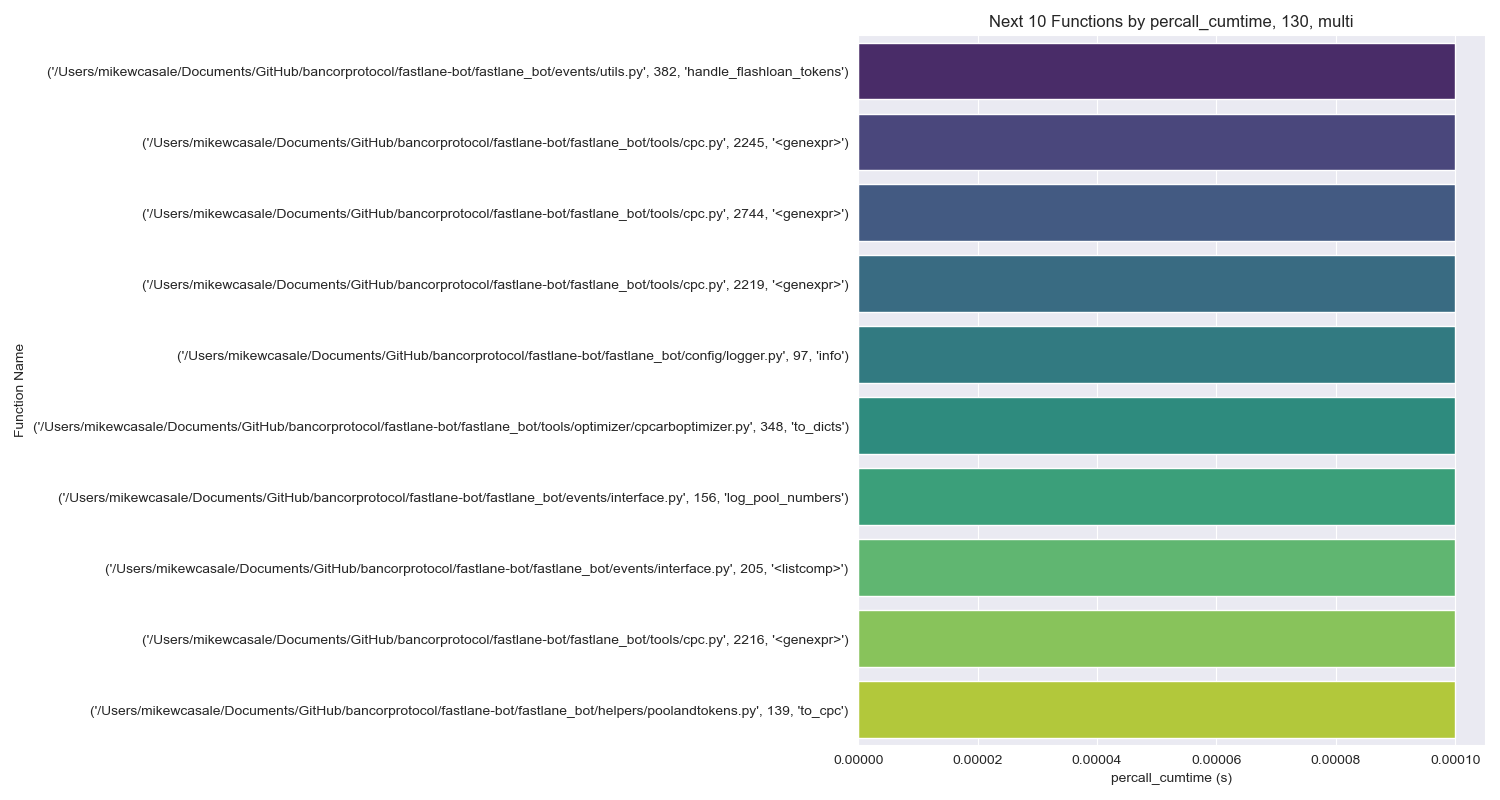 Next 10 Functions by percall_cumtime, 130, multi
('/Users/mikewcasale/Documents/GitHub/bancorprotocol/fastlane-bot/fastlane_bot/events/utils.py', 382, 'handle_flashloan_tokens')
('/Users/mikewcasale/Documents/GitHub/bancorprotocol/fastlane-bot/fastlane_bot/tools/cpc.py', 2245, '<genexpr>')
('/Users/mikewcasale/Documents/GitHub/bancorprotocol/fastlane-bot/fastlane_bot/tools/cpc.py', 2744, '<genexpr>')
('/Users/mikewcasale/Documents/GitHub/bancorprotocol/fastlane-bot/fastlane_bot/tools/cpc.py', 2219, '<genexpr>')
('/Users/mikewcasale/Documents/GitHub/bancorprotocol/fastlane-bot/fastlane_bot/config/logger.py', 97, 'info')
('/Users/mikewcasale/Documents/GitHub/bancorprotocol/fastlane-bot/fastlane_bot/tools/optimizer/cpcarboptimizer.py', 348, 'to_dicts')
('/Users/mikewcasale/Documents/GitHub/bancorprotocol/fastlane-bot/fastlane_bot/events/interface.py', 156, 'log_pool_numbers')
('/Users/mikewcasale/Documents/GitHub/bancorprotocol/fastlane-bot/fastlane_bot/events/interface.py', 205, '<listcomp>')
('/Users/mikewcasale/Documents/GitHub/bancorprotocol/fastlane-bot/fastlane_bot/tools/cpc.py', 2216, '<genexpr>')
('/Users/mikewcasale/Documents/GitHub/bancorprotocol/fastlane-bot/fastlane_bot/helpers/poolandtokens.py', 139, 'to_cpc')
Function Name
0.00000 0.00002 0.00004 0.00006 0.00008 0.00010
percall_cumtime (s)